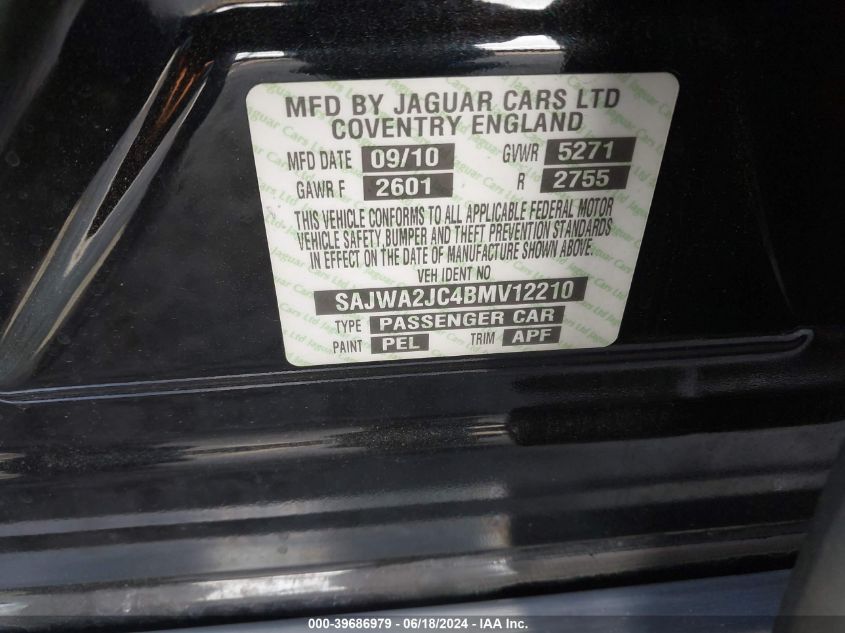 MFD BY JAGUAR CARS LTD
COVENTRY ENGLAND
MFD DATE 09/10 GVWR 5271
GAWR F 2601 R 2755
THIS VEHICLE CONFORMS TO ALL APPLICABLE FEDERAL MOTOR
VEHICLE SAFETY, BUMPER AND THEFT PREVENTION STANDARDS
IN EFFECT ON THE DATE OF MANUFACTURE SHOWN ABOVE.
VEH IDENT NO
SAJWA2JC4BMV12210
TYPE PASSENGER CAR
PAINT PEL TRIM APF
000-39686979 - 06/18/2024 - IAA Inc.